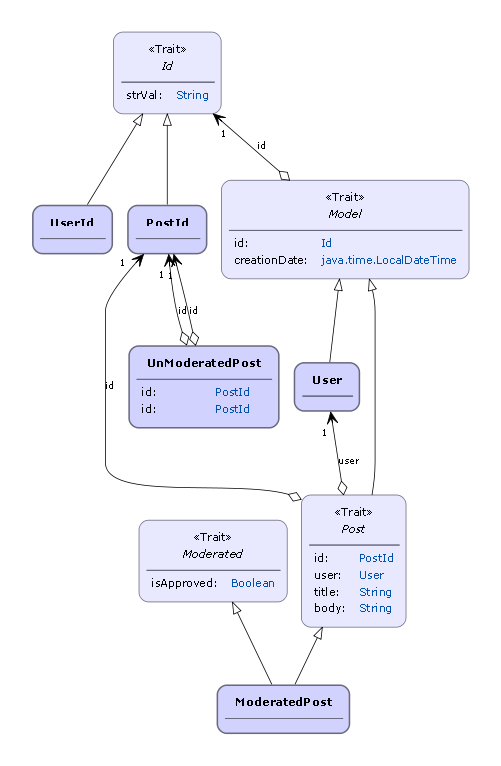 «Trait»
Id
strVal: String
1
id
«Trait»
Model
id: Id
creationDate: java.time.LocalDateTime
UserId
PostId
1
1
1
id
id
UnModeratedPost
id: PostId
id: PostId
User
id
1
user
«Trait»
Post
id: PostId
user: User
title: String
body: String
«Trait»
Moderated
isApproved: Boolean
ModeratedPost